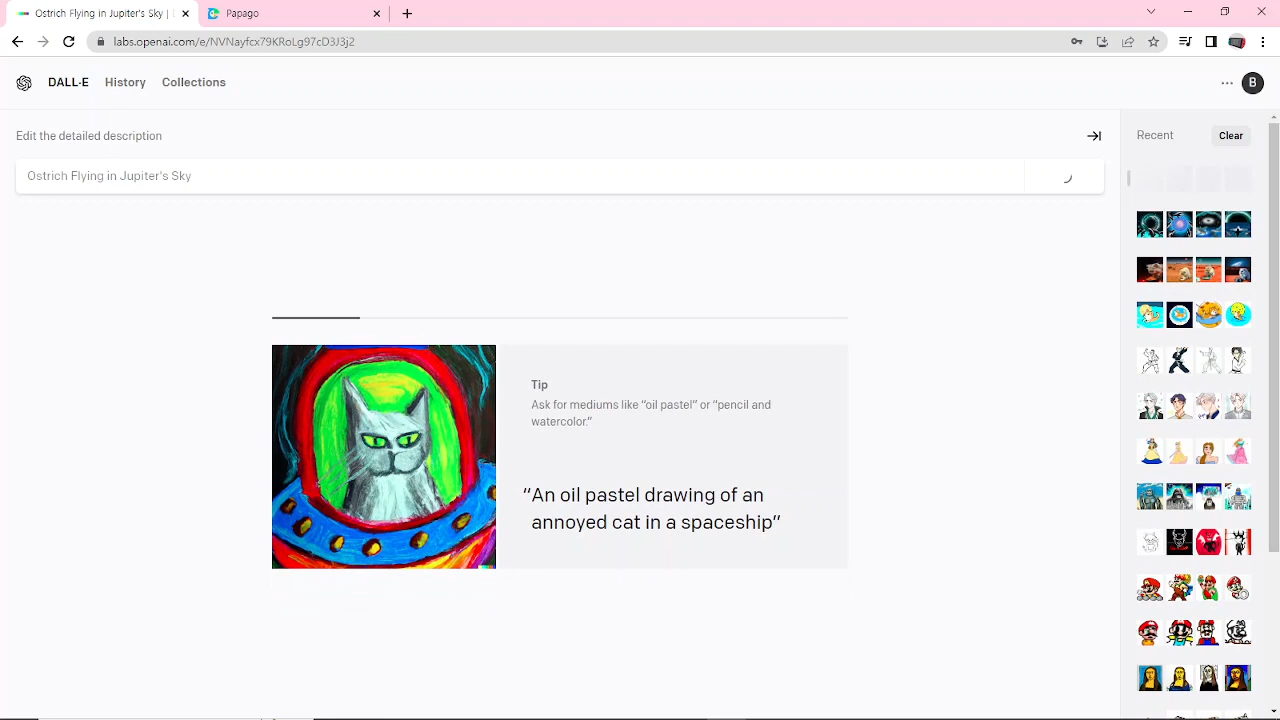 Ostrich Flying in Jupiter's Sky |
Papago
labs.openai.com/e/NVNayfcx79KRoLg97cD3J3j2
DALL·E History Collections
B
Edit the detailed description
Recent Clear
Ostrich Flying in Jupiter's Sky
Tip
Ask for mediums like “oil pastel” or “pencil and
watercolor.”
“An oil pastel drawing of an
annoyed cat in a spaceship”